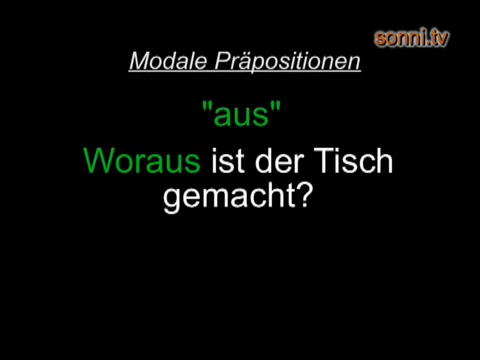 sonni.tv
Modale Präpositionen
"aus"
Woraus ist der Tisch
gemacht?